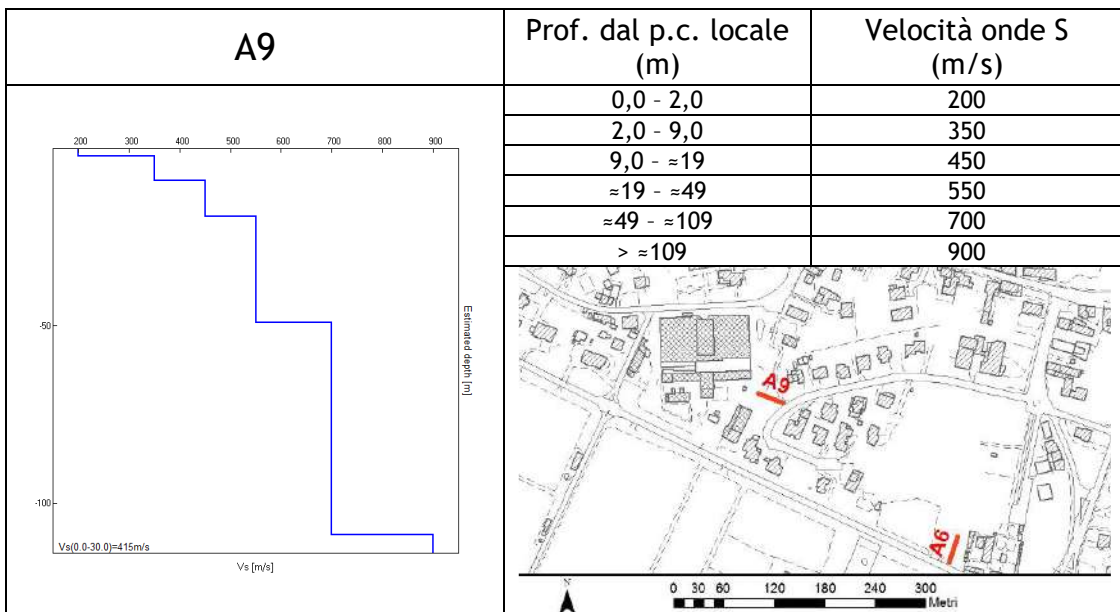 A9
Prof. dal p.c. locale
(m)
Velocità onde S
(m/s)
0,0 - 2,0 200
2,0 - 9,0 350
9,0 - ≈19 450
≈19 - ≈49 550
≈49 - ≈109 700
> ≈109 900
200 300 400 500 600 700 800 900
-50
-100
Estimated depth [m]
Vs(0.0-30.0)=415m/s
Vs [m/s]
A9
A6
N
0 30 60 120 180 240 300
Metri